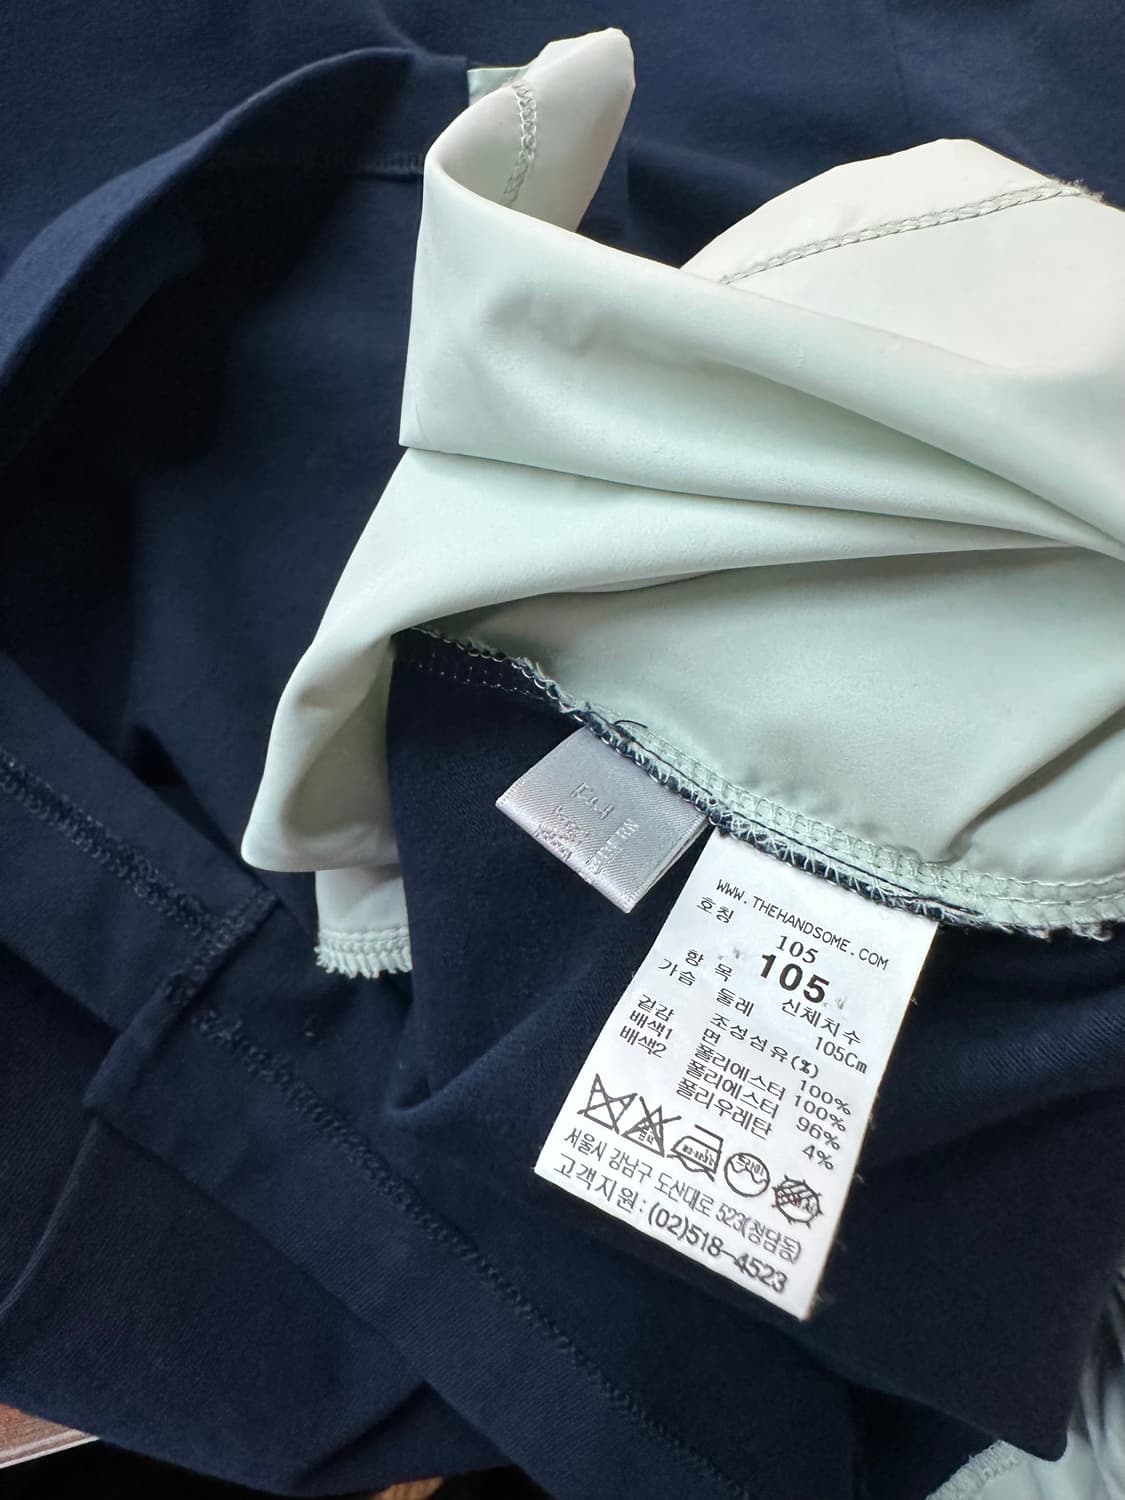 WWW.THEHANDSOME.COM
호칭 105
105
항 목 신체치수
가슴 둘레 105Cm
조성섬유(%)
겉감 면 100%
배색1 폴리에스터 100%
배색2 폴리에스터 96%
폴리우레탄 4%
서울시 강남구 도산대로 523(청담동)
고객지원:(02)518-4523